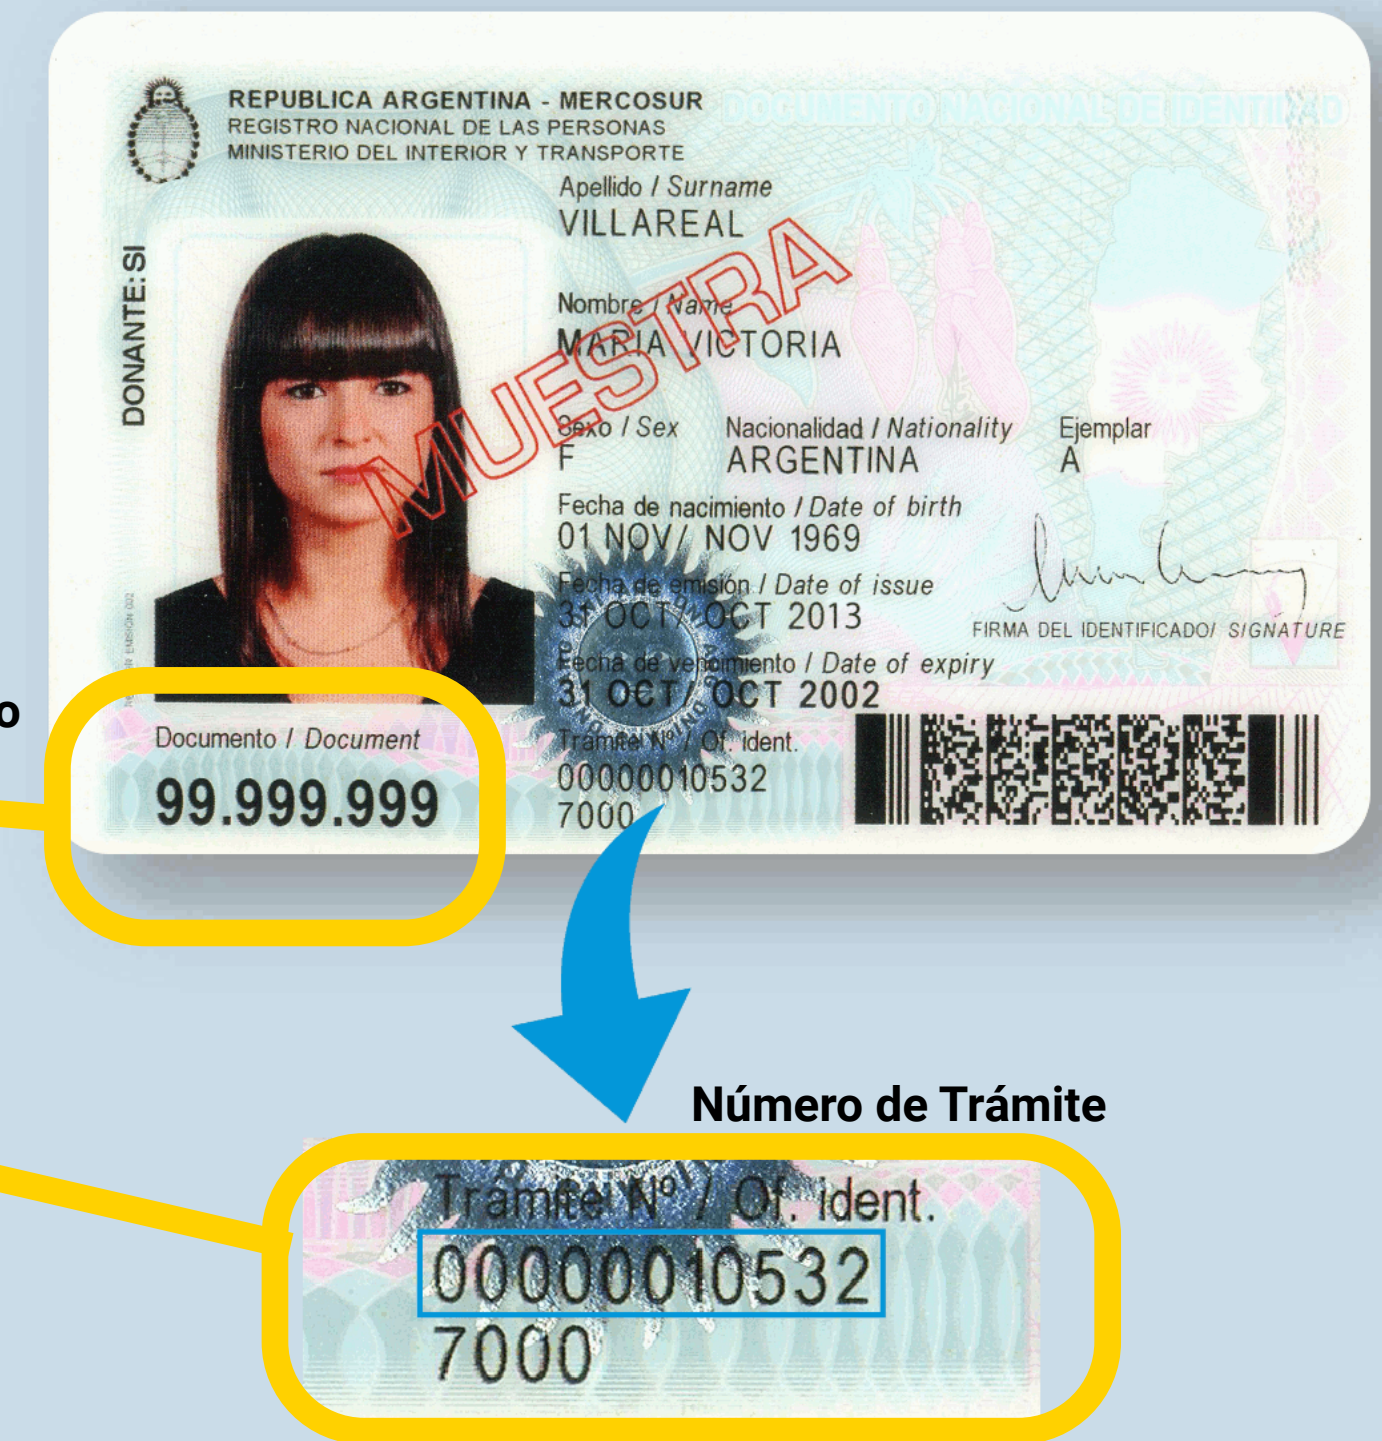 REPUBLICA ARGENTINA - MERCOSUR
DOCUMENTO NACIONAL DE IDENTIDAD
REGISTRO NACIONAL DE LAS PERSONAS
MINISTERIO DEL INTERIOR Y TRANSPORTE
Apellido / Surname
VILLAREAL
DONANTE: SI
Nombre / Name
MARIA VICTORIA
MUESTRA
Sexo / Sex Nacionalidad / Nationality Ejemplar
F ARGENTINA A
Fecha de nacimiento / Date of birth
01 NOV/ NOV 1969
Fecha de emisión / Date of issue
31 OCT/ OCT 2013
FIRMA DEL IDENTIFICADO/ SIGNATURE
Fecha de vencimiento / Date of expiry
31 OCT/ OCT 2002
Documento / Document
99.999.999
Tramite Nº / Of. ident.
00000010532
7000
Número de Trámite
Trámite Nº / Of. ident.
00000010532
7000